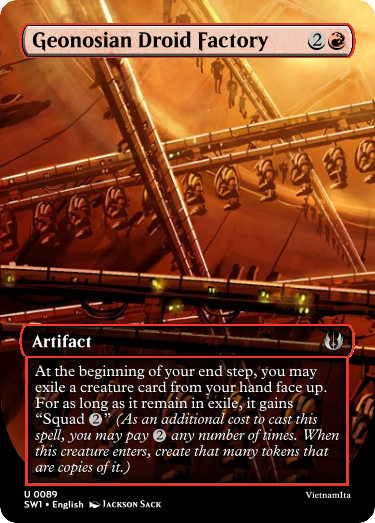 Geonosian Droid Factory 2
Artifact
At the beginning of your end step, you may
exile a creature card from your hand face up.
For as long as it remain in exile, it gains
“Squad 2” (As an additional cost to cast this
spell, you may pay 2 any number of times. When
this creature enters, create that many tokens
that are copies of it.)
U 0089
SW1 • English Jackson Sack
VietnamIta